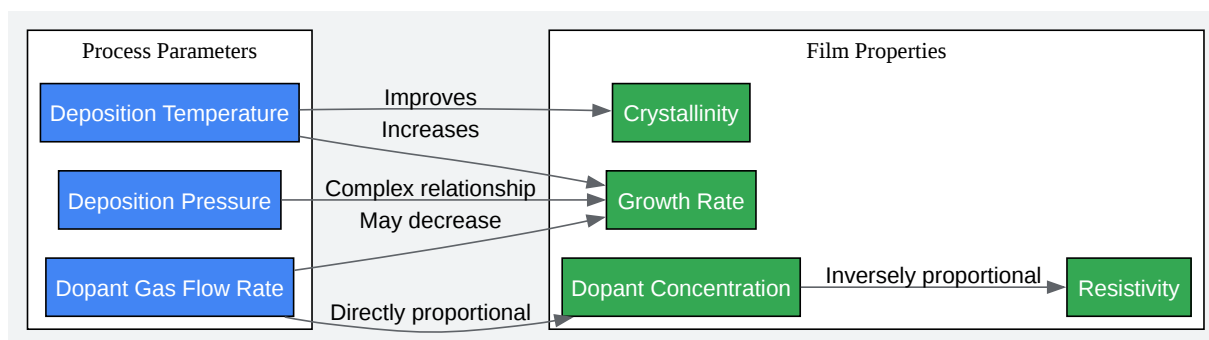 Process Parameters
Film Properties
Deposition Temperature
Improves
Crystallinity
Increases
Deposition Pressure
Complex relationship
Growth Rate
May decrease
Dopant Gas Flow Rate
Directly proportional
Dopant Concentration
Inversely proportional
Resistivity